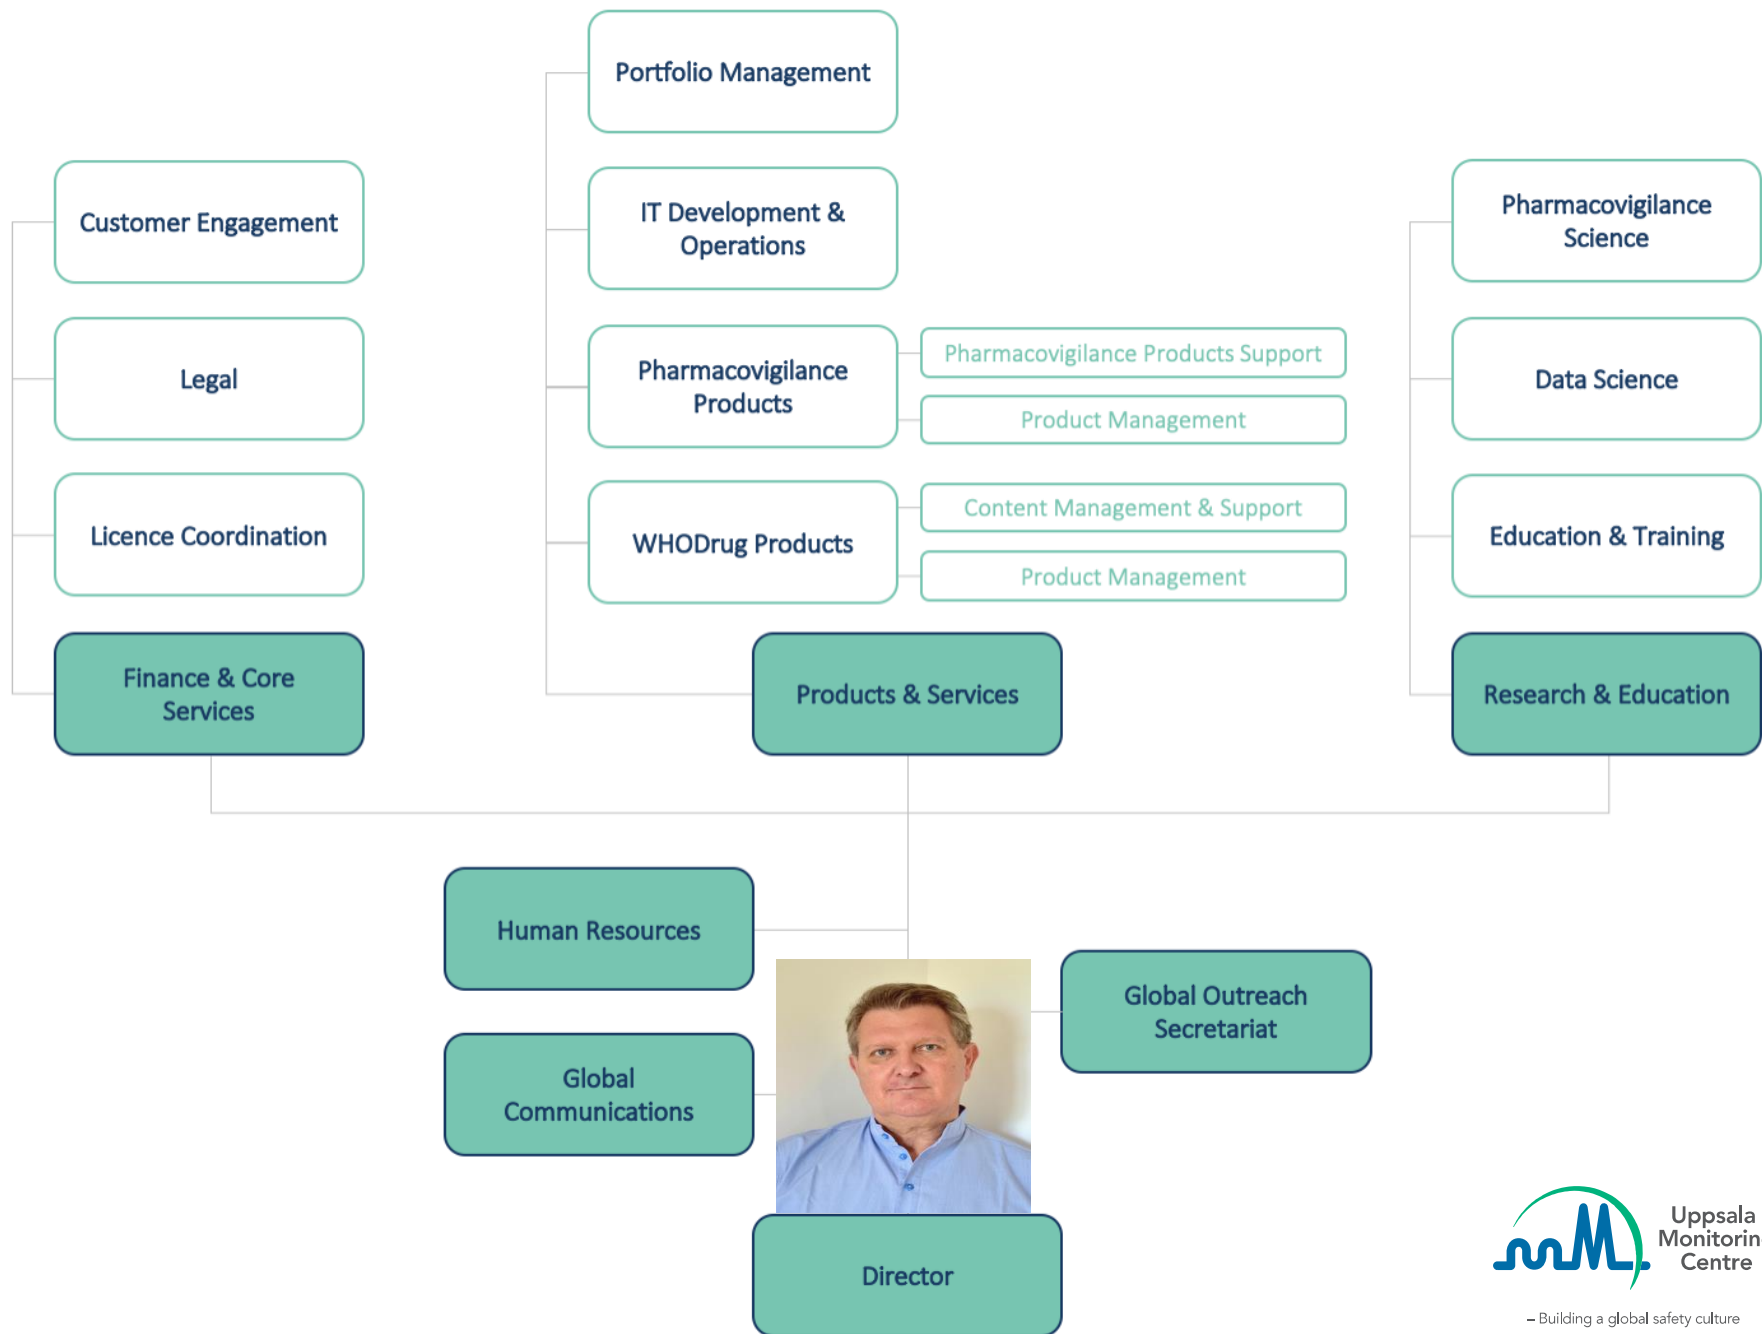 Portfolio Management
Customer Engagement
IT Development &
Operations
Pharmacovigilance
Science
Legal
Pharmacovigilance
Products
Pharmacovigilance Products Support
Product Management
Data Science
Licence Coordination
WHODrug Products
Content Management & Support
Product Management
Education & Training
Finance & Core
Services
Products & Services
Research & Education
Human Resources
Global Outreach
Secretariat
Global
Communications
Director
Uppsala
Monitorin
Centre
– Building a global safety culture